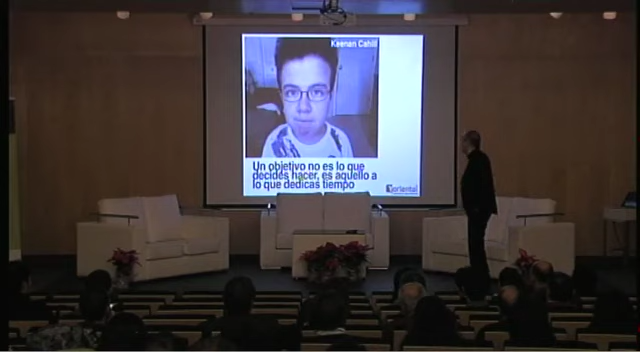 Keenan Cahill
Un objetivo no es lo que
decides hacer, es aquello a
lo que dedicas tiempo
oriental